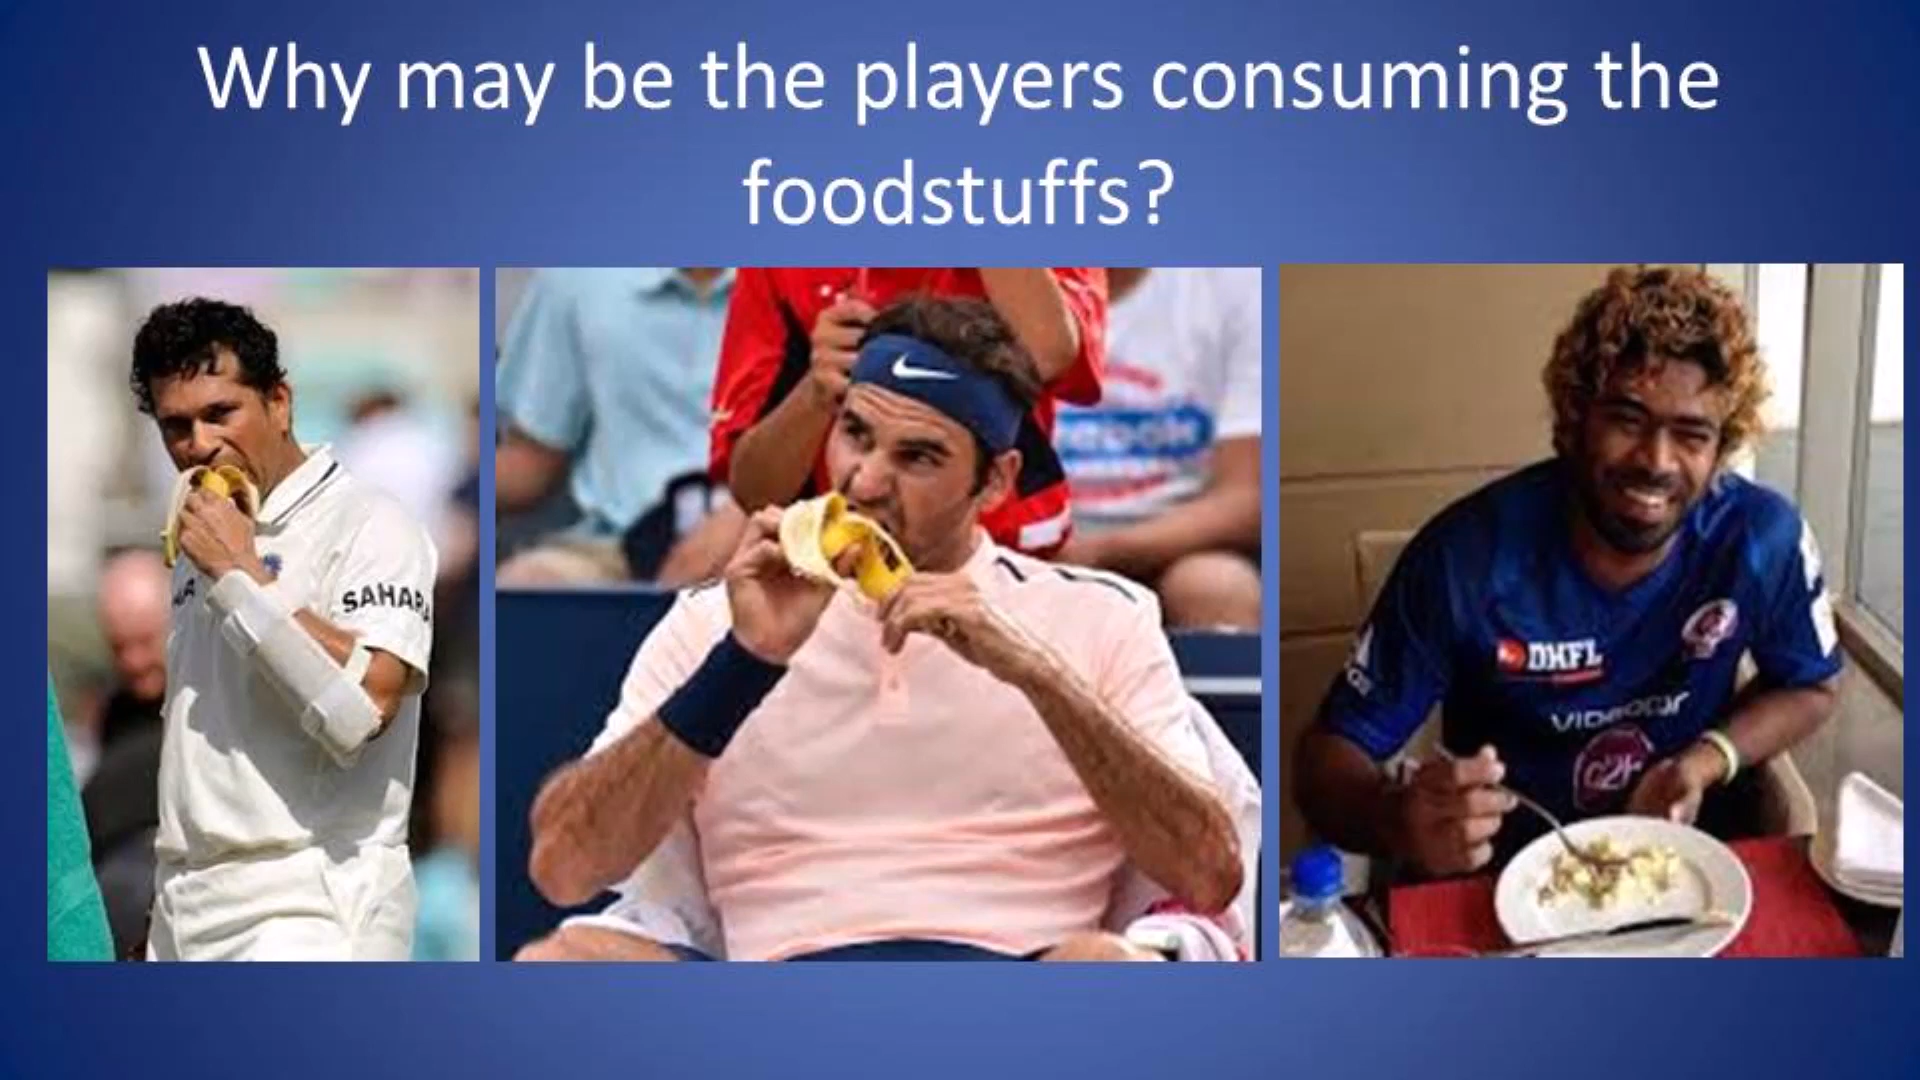 Why may be the players consuming the
foodstuffs?
SAHARA
DHFL